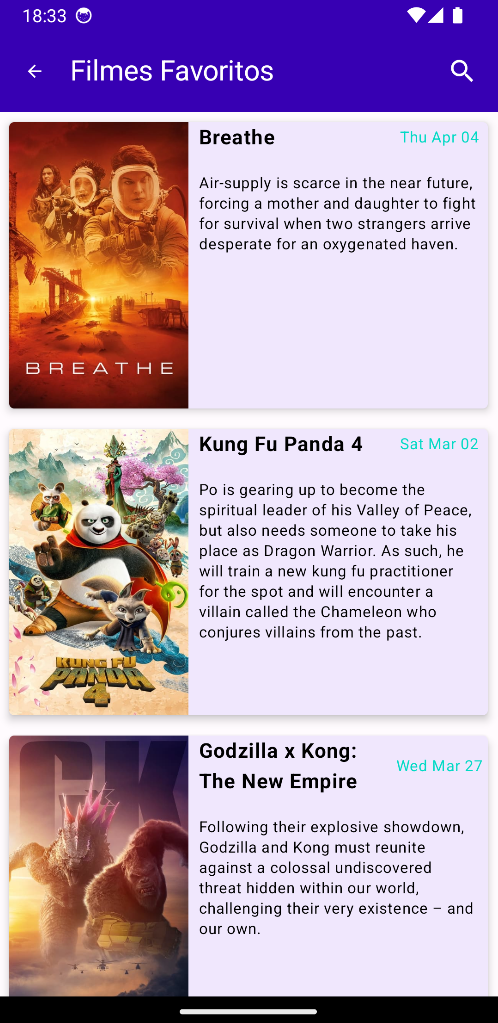 18:33
Filmes Favoritos
Breathe
Thu Apr 04
Air-supply is scarce in the near future,
forcing a mother and daughter to fight
for survival when two strangers arrive
desperate for an oxygenated haven.
BREATHE
Kung Fu Panda 4
Sat Mar 02
Po is gearing up to become the
spiritual leader of his Valley of Peace,
but also needs someone to take his
place as Dragon Warrior. As such, he
will train a new kung fu practitioner
for the spot and will encounter a
villain called the Chameleon who
conjures villains from the past.
KUNG FU
PANDA
4
GK
Godzilla x Kong:
The New Empire
Wed Mar 27
Following their explosive showdown,
Godzilla and Kong must reunite
against a colossal undiscovered
threat hidden within our world,
challenging their very existence – and
our own.